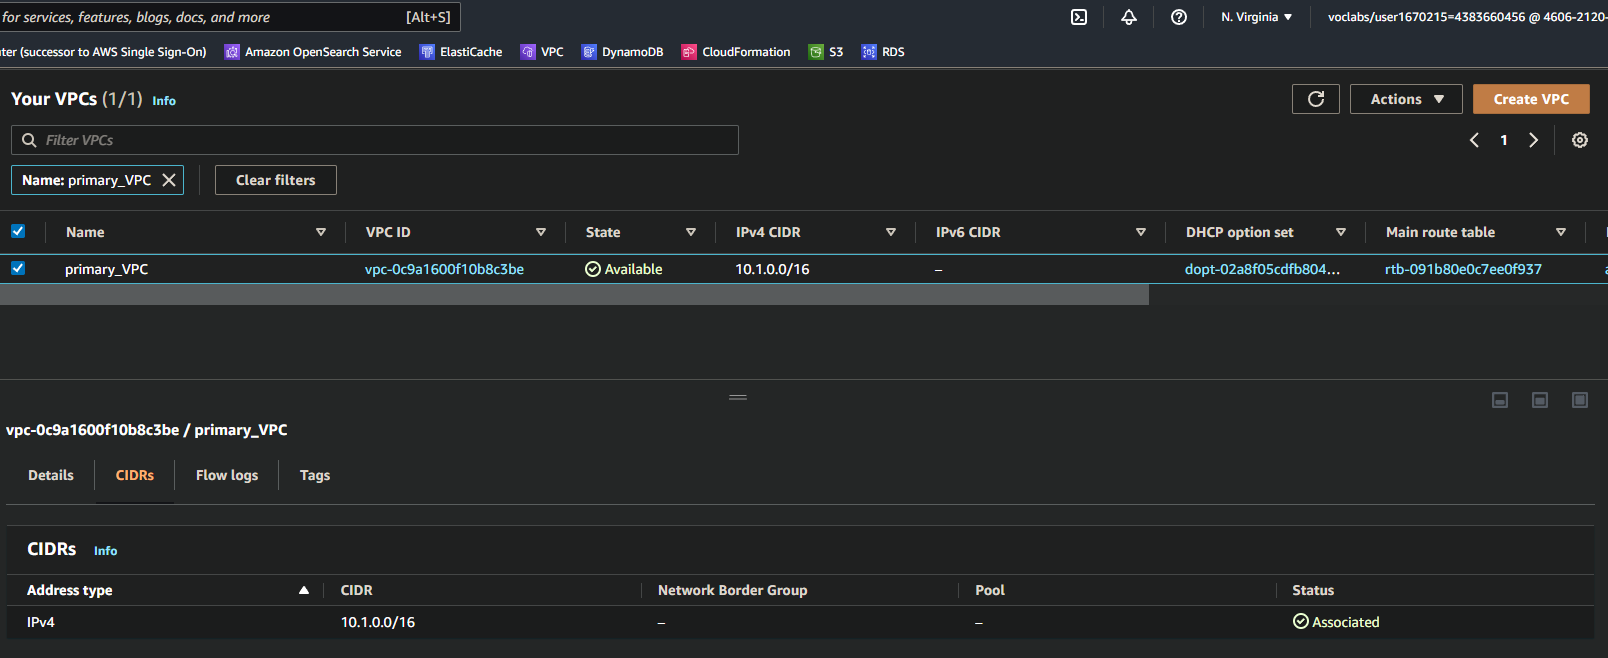 for services, features, blogs, docs, and more [Alt+S] N. Virginia ▼ voclabs/user1670215=4383660456 @ 4606-2120-
ter (successor to AWS Single Sign-On) Amazon OpenSearch Service ElastiCache VPC DynamoDB CloudFormation S3 RDS
Your VPCs (1/1) Info Actions ▼ Create VPC
Filter VPCs 1
Name: primary_VPC Clear filters
Name VPC ID State IPv4 CIDR IPv6 CIDR DHCP option set Main route table
primary_VPC vpc-0c9a1600f10b8c3be Available 10.1.0.0/16 – dopt-02a8f05cdfb804... rtb-091b80e0c7ee0f937
vpc-0c9a1600f10b8c3be / primary_VPC
Details CIDRs Flow logs Tags
CIDRs Info
Address type CIDR Network Border Group Pool Status
IPv4 10.1.0.0/16 – – Associated